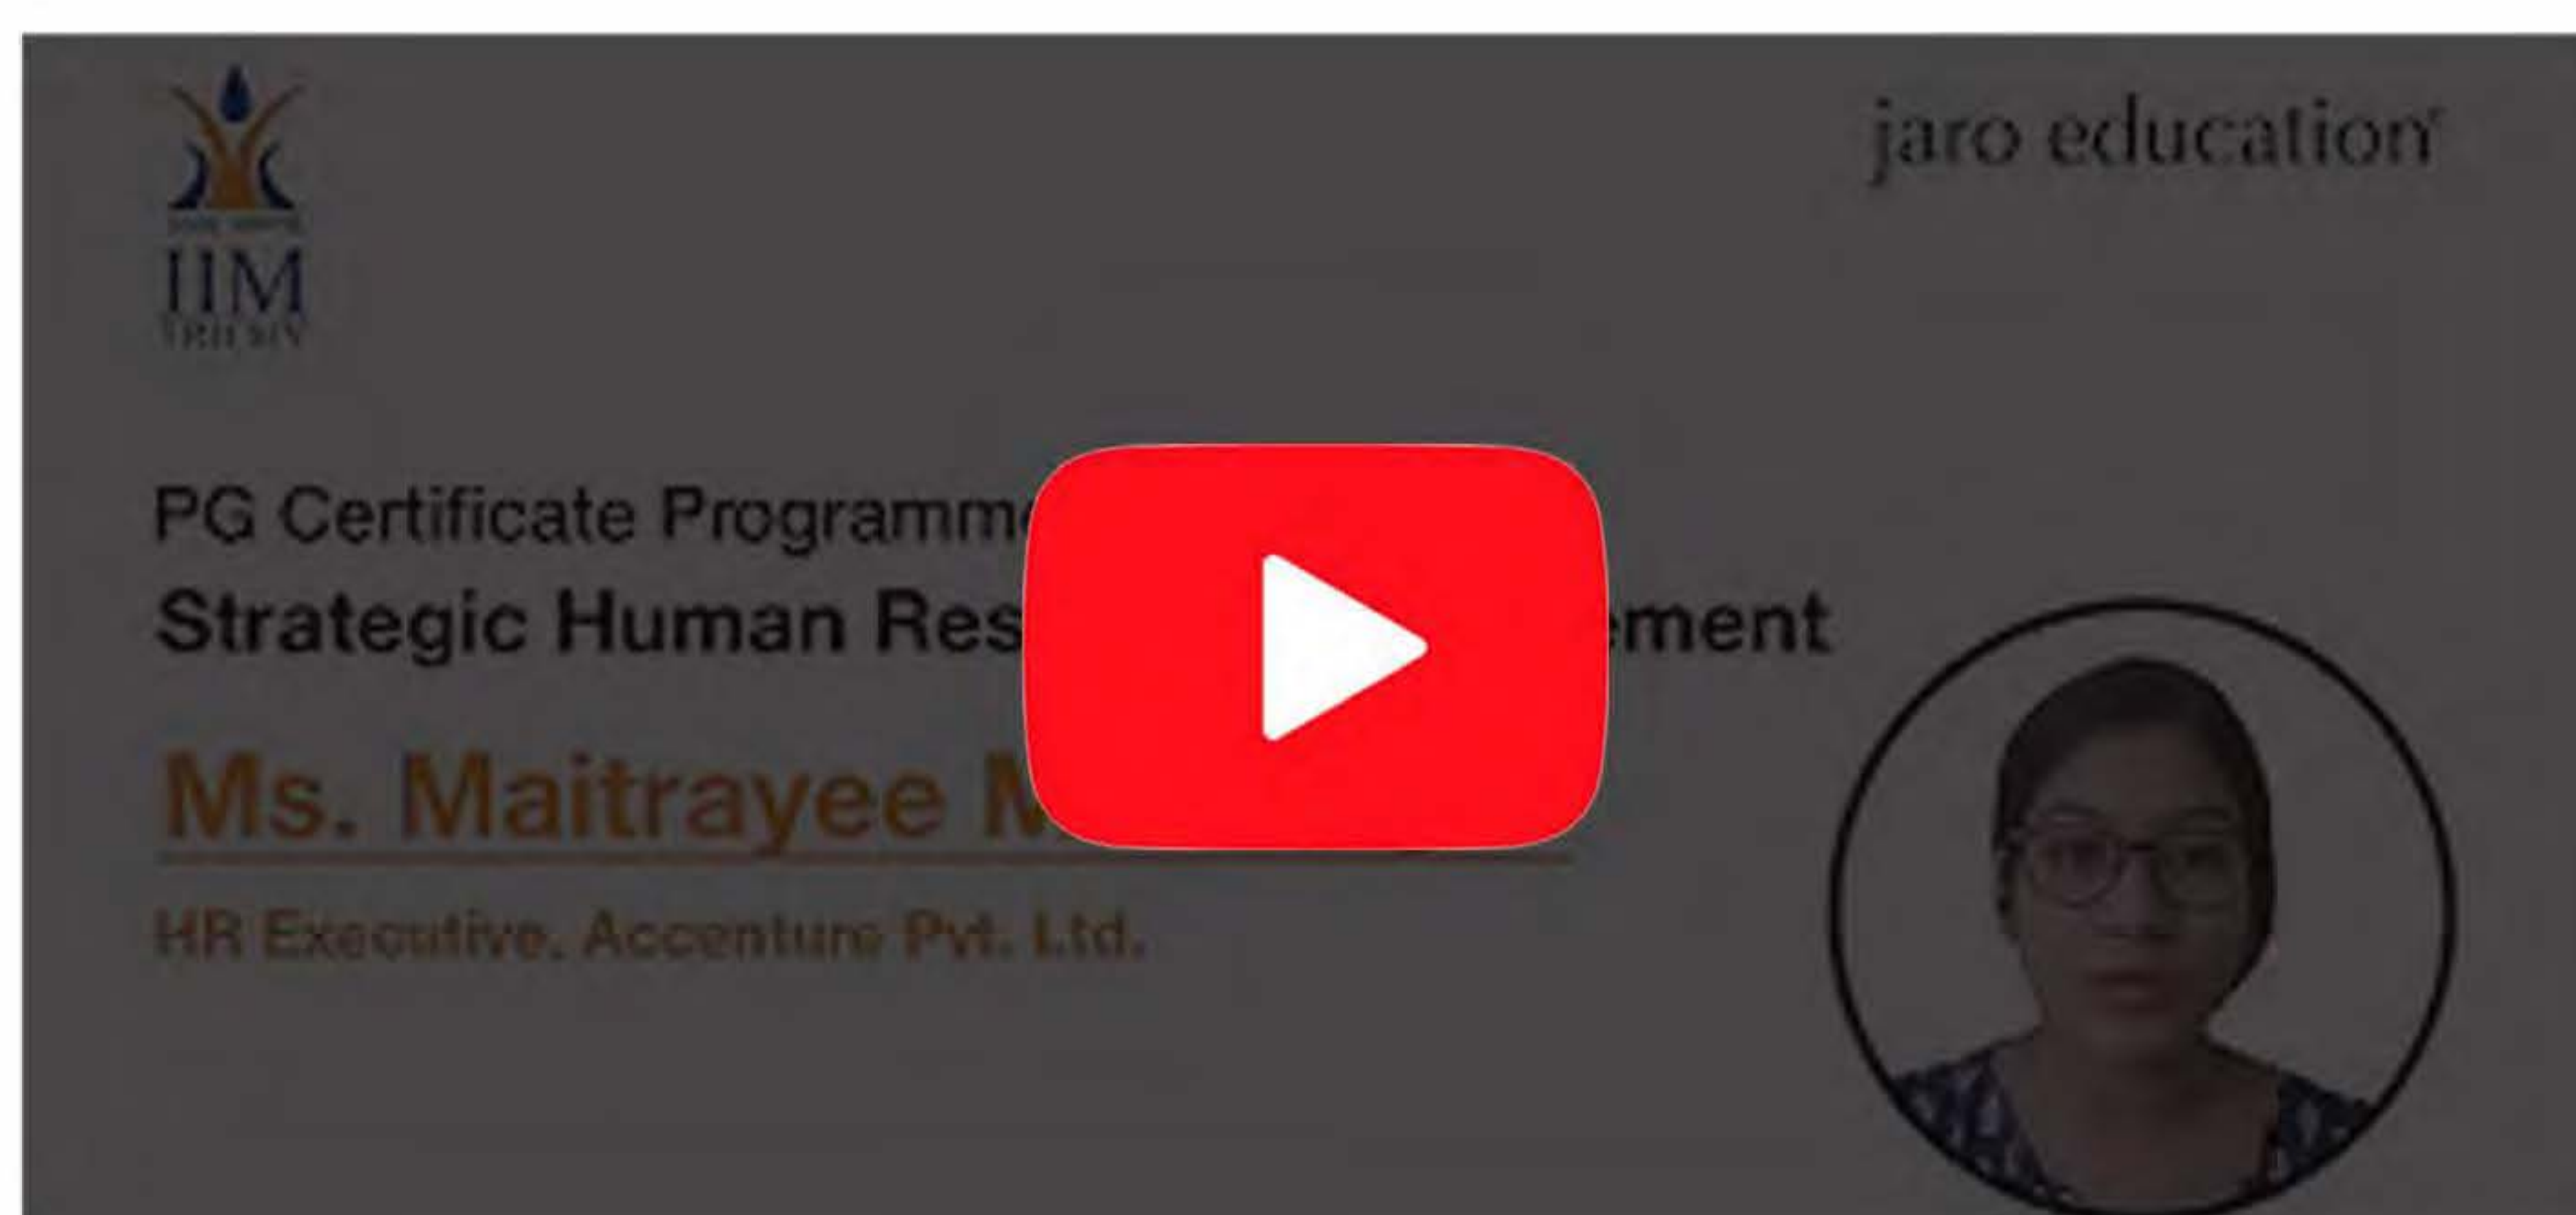 jaro education
IIM
PG Certificate Programme
Strategic Human Res ement
Ms. Maitrayee M
HR Executive, Accenture Pvt. Ltd.